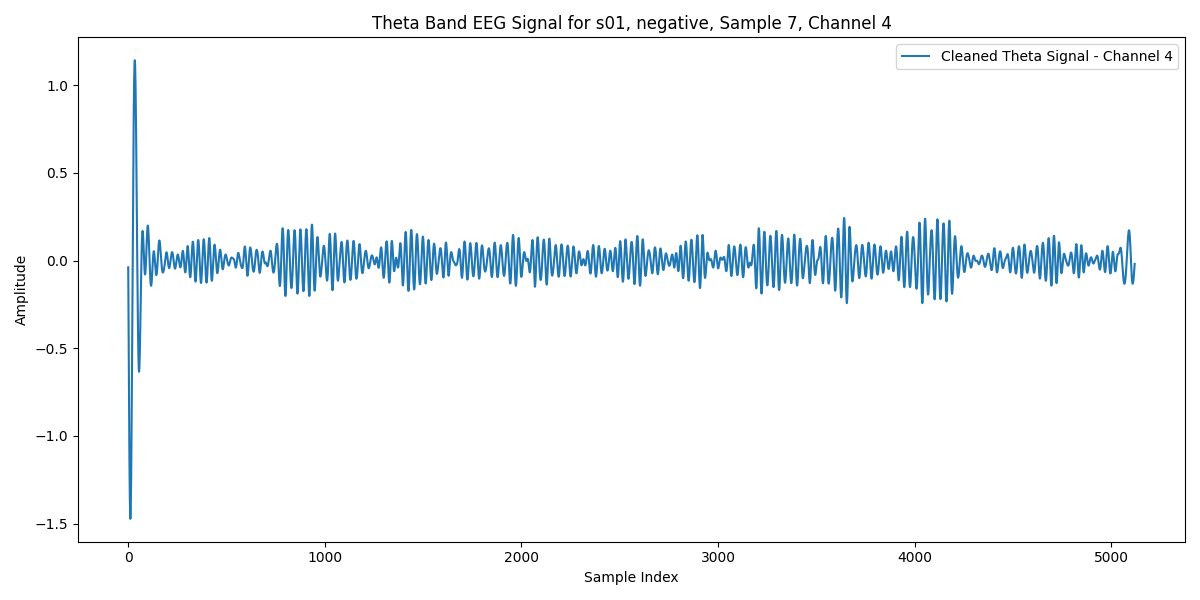 Theta Band EEG Signal for s01, negative, Sample 7, Channel 4
Cleaned Theta Signal - Channel 4
1.0
0.5
0.0
−0.5
−1.0
−1.5
Amplitude
0 1000 2000 3000 4000 5000
Sample Index